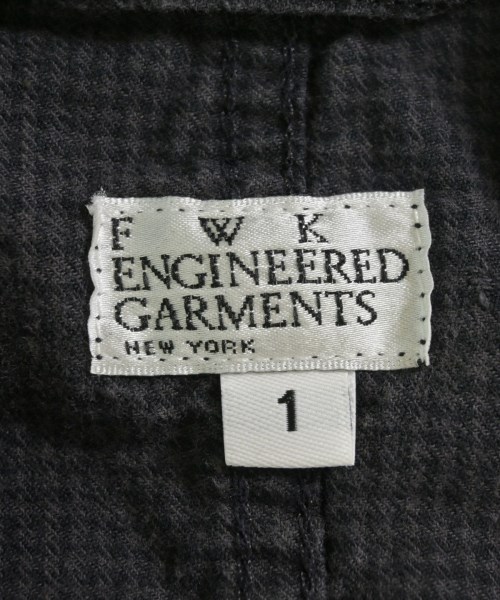 F W K
ENGINEERED
GARMENTS
NEW YORK
1